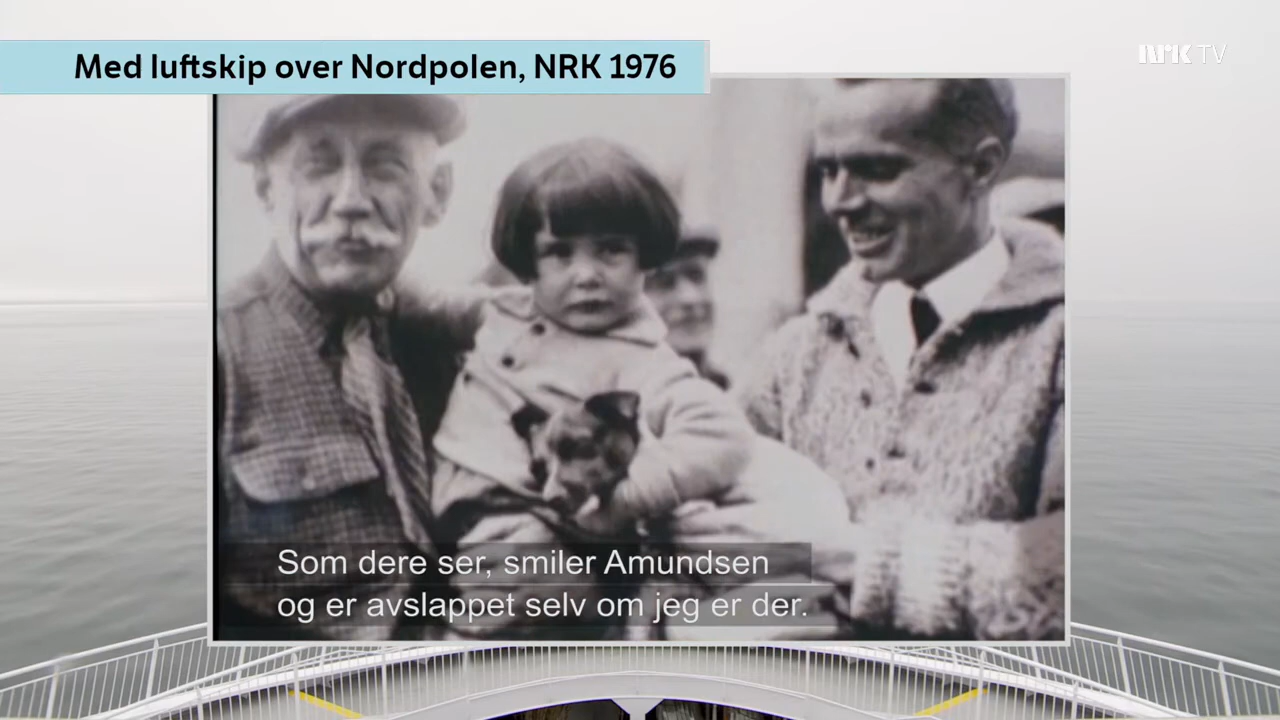 Med luftskip over Nordpolen, NRK 1976
NRK TV
Som dere ser, smiler Amundsen
og er avslappet selv om jeg er der.